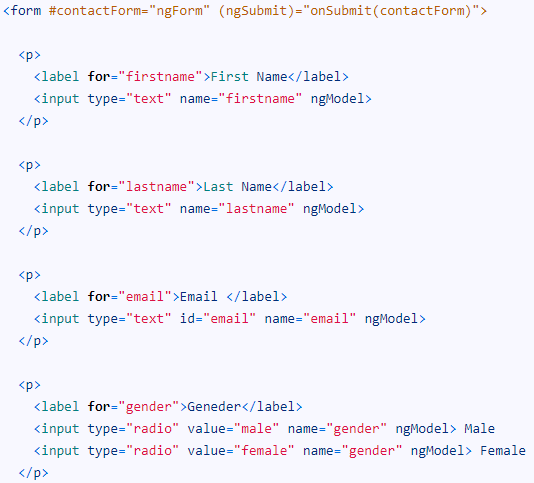 <form #contactForm="ngForm" (ngSubmit)="onSubmit(contactForm)">
<p>
<label for="firstname">First Name</label>
<input type="text" name="firstname" ngModel>
</p>
<p>
<label for="lastname">Last Name</label>
<input type="text" name="lastname" ngModel>
</p>
<p>
<label for="email">Email </label>
<input type="text" id="email" name="email" ngModel>
</p>
<p>
<label for="gender">Geneder</label>
<input type="radio" value="male" name="gender" ngModel> Male
<input type="radio" value="female" name="gender" ngModel> Female
</p>